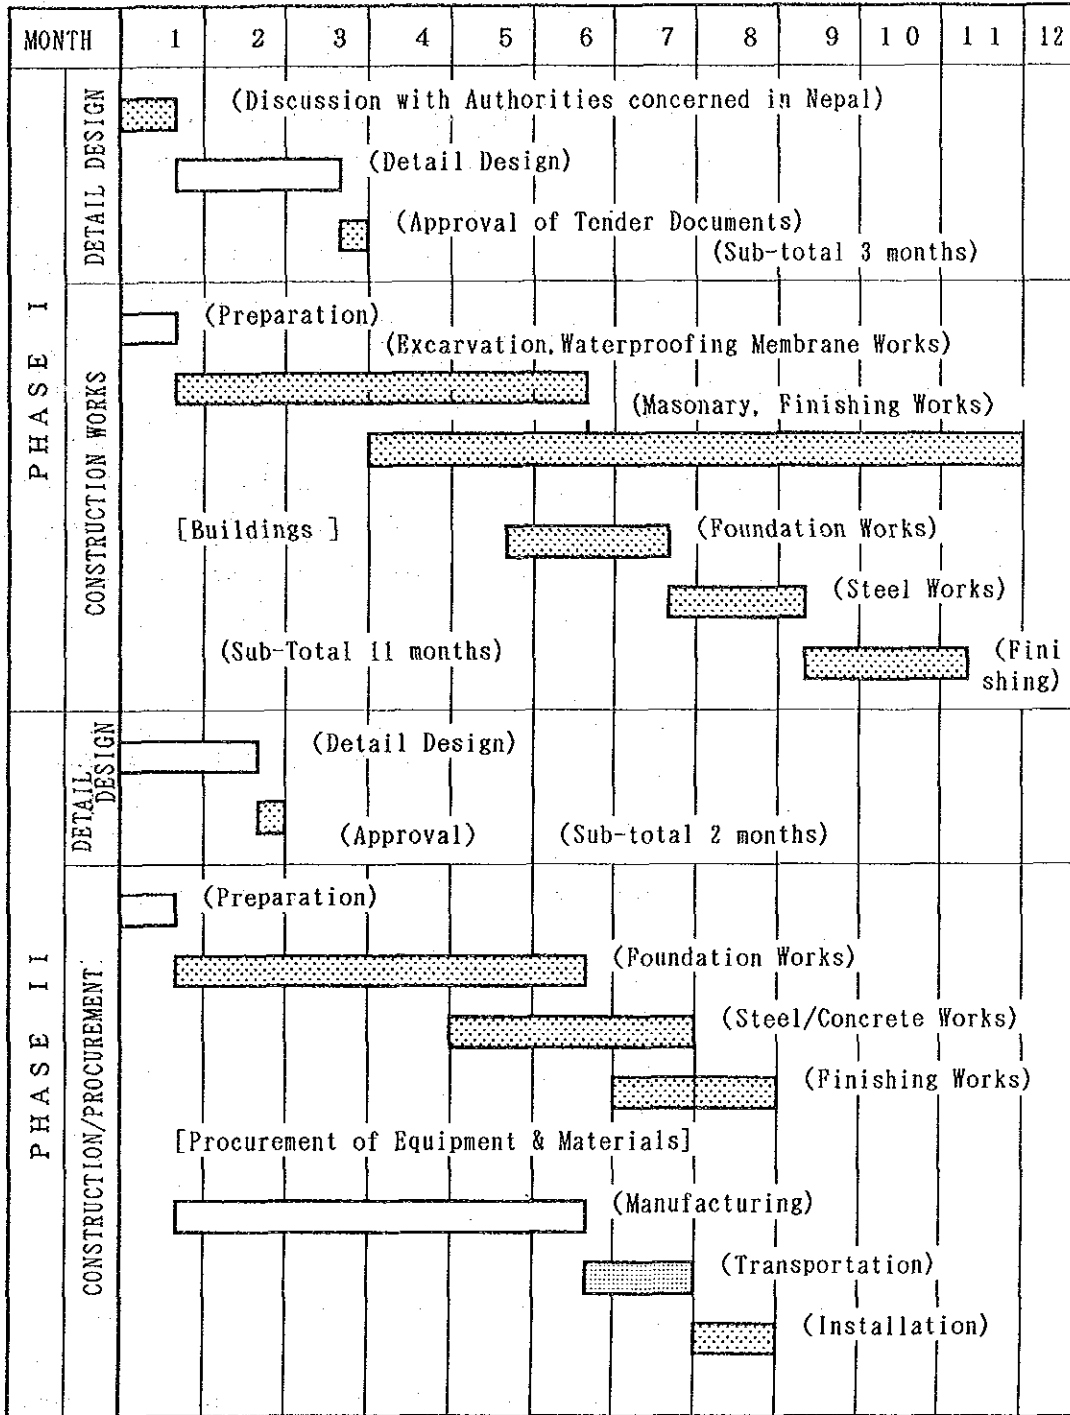 MONTH 1 2 3 4 5 6 7 8 9 10 11 12
PHASE I
DETAIL DESIGN
(Discussion with Authorities concerned in Nepal)
(Detail Design)
(Approval of Tender Documents)
(Sub-total 3 months)
CONSTRUCTION WORKS
(Preparation)
(Excarvation, Waterproofing Membrane Works)
(Masonary, Finishing Works)
[Buildings ]
(Foundation Works)
(Steel Works)
(Sub-Total 11 months)
(Fini
shing)
PHASE II
DETAIL
DESIGN
(Detail Design)
(Approval) (Sub-total 2 months)
CONSTRUCTION/PROCUREMENT
(Preparation)
(Foundation Works)
(Steel/Concrete Works)
(Finishing Works)
[Procurement of Equipment & Materials]
(Manufacturing)
(Transportation)
(Installation)